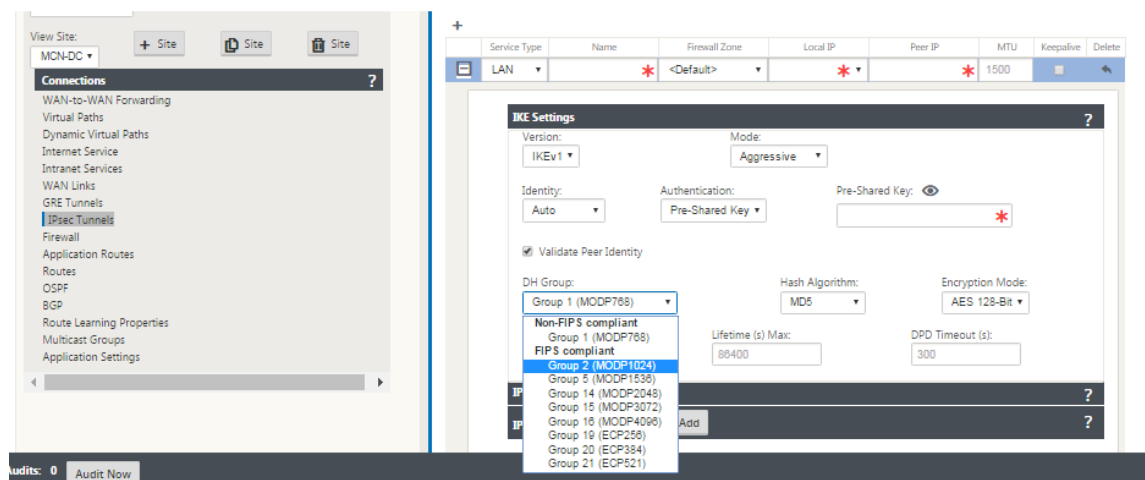 View Site:
MCN-DC
+ Site
Site
Site
Connections ?
WAN-to-WAN Forwarding
Virtual Paths
Dynamic Virtual Paths
Internet Service
Intranet Services
WAN Links
GRE Tunnels
IPsec Tunnels
Firewall
Application Routes
Routes
OSPF
BGP
Route Learning Properties
Multicast Groups
Application Settings
+
Service Type Name Firewall Zone Local IP Peer IP MTU Keepalive Delete
LAN * <Default> * * 1500
IKE Settings ?
Version: Mode:
IKEv1 Aggressive
Identity: Authentication: Pre-Shared Key:
Auto Pre-Shared Key *
Validate Peer Identity
DH Group: Hash Algorithm: Encryption Mode:
Group 1 (MODP768) MD5 AES 128-Bit
Non-FIPS compliant
Group 1 (MODP768)
FIPS compliant
Group 2 (MODP1024)
Group 5 (MODP1536)
Group 14 (MODP2048)
Group 15 (MODP3072)
Group 16 (MODP4096)
Group 19 (ECP256)
Group 20 (ECP384)
Group 21 (ECP521)
Lifetime (s) Max: DPD Timeout (s):
86400 300
IP ?
IP Add ?
Audits: 0 Audit Now